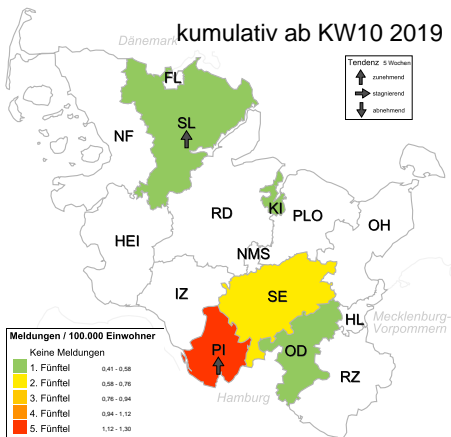 kumulativ ab KW10 2019
Dänemark
Tendenz 5 Wochen
zunehmend
stagnierend
abnehmend
FL
SL
NF
RD
KI
PLO
OH
HEI
NMS
IZ
SE
HL
Mecklenburg-
Vorpommern
PI
OD
RZ
Hamburg
Meldungen / 100.000 Einwohner
Keine Meldungen
1. Fünftel 0,41 - 0,58
2. Fünftel 0,58 - 0,76
3. Fünftel 0,76 - 0,94
4. Fünftel 0,94 - 1,12
5. Fünftel 1,12 - 1,30